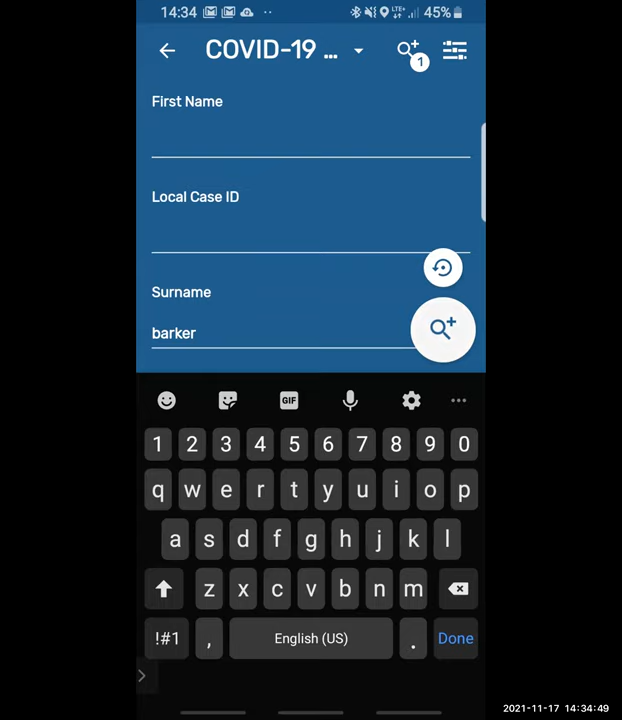 14:34 LTE+ 45%
COVID-19 ...
1
First Name
Local Case ID
Surname
barker
GIF
1 2 3 4 5 6 7 8 9 0
q w e r t y u i o p
a s d f g h j k l
z x c v b n m
!#1 , English (US) . Done
2021-11-17 14:34:49